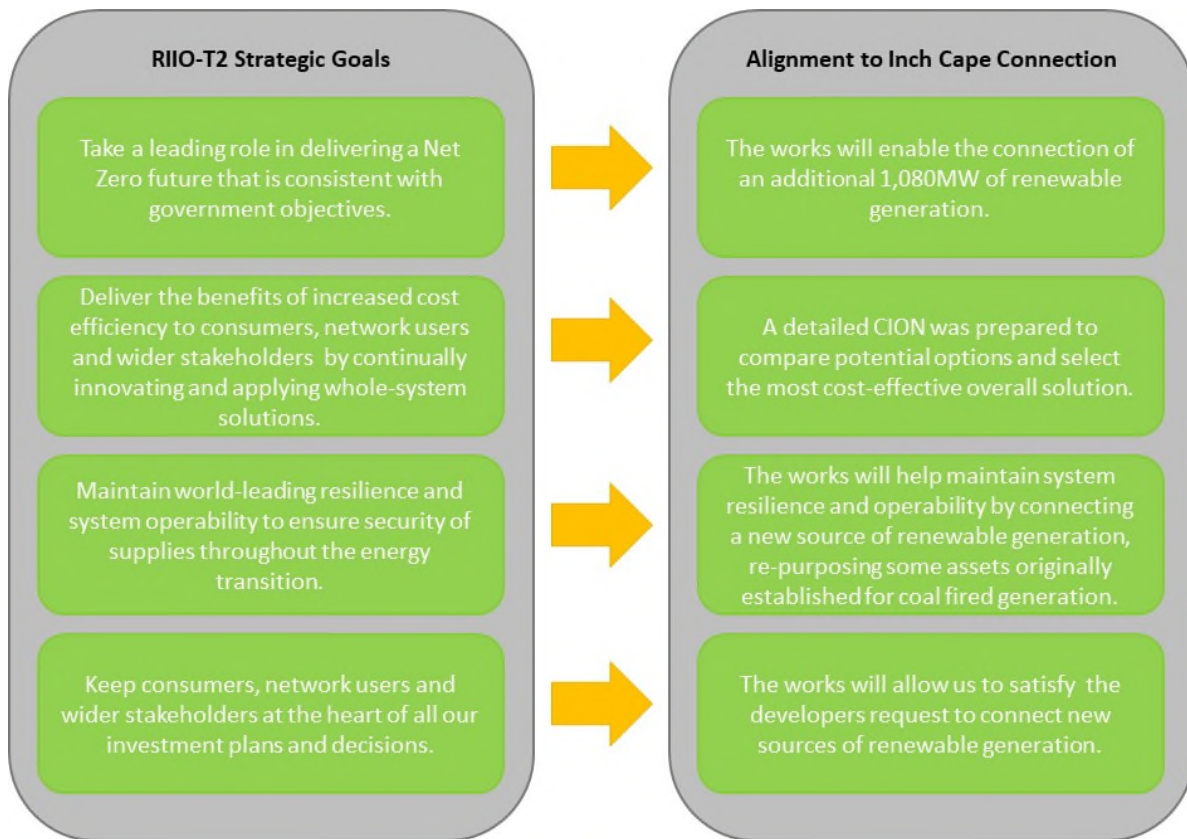 RIIO-T2 Strategic Goals
Take a leading role in delivering a Net
Zero future that is consistent with
government objectives.
Deliver the benefits of increased cost
efficiency to consumers, network users
and wider stakeholders by continually
innovating and applying whole-system
solutions.
Maintain world-leading resilience and
system operability to ensure security of
supplies throughout the energy
transition.
Keep consumers, network users and
wider stakeholders at the heart of all our
investment plans and decisions.
Alignment to Inch Cape Connection
The works will enable the connection of
an additional 1,080MW of renewable
generation.
A detailed CION was prepared to
compare potential options and select
the most cost-effective overall solution.
The works will help maintain system
resilience and operability by connecting
a new source of renewable generation,
re-purposing some assets originally
established for coal fired generation.
The works will allow us to satisfy the
developers request to connect new
sources of renewable generation.